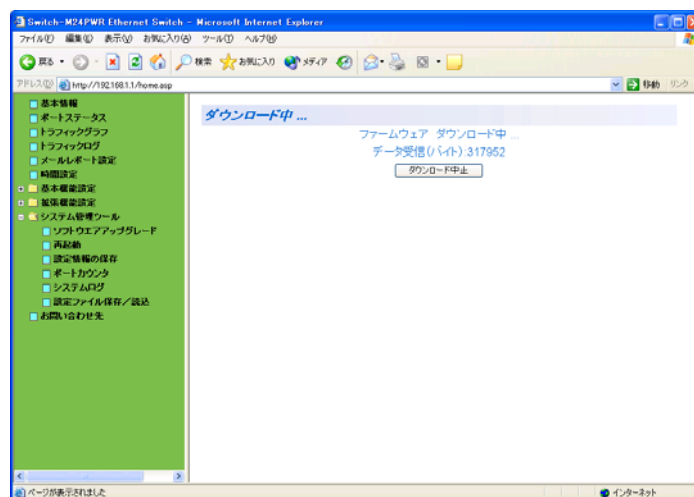 Switch-M24PWR Ethernet Switch - Microsoft Internet Explorer
ファイル(F) 編集(E) 表示(V) お気に入り(A) ツール(T) ヘルプ(H)
戻る 検索 お気に入り メディア
アドレス(D) http://192.168.1.1/home.asp 移動 リンク
基本情報
ポートステータス
トラフィックグラフ
トラフィックログ
メールレポート設定
時間設定
基本機能設定
拡張機能設定
システム管理ツール
ソフトウエアアップグレード
再起動
設定情報の保存
ポートカウンタ
システムログ
設定ファイル保存/読込
お問い合わせ先
ダウンロード中 ...
ファームウェア ダウンロード中 ...
データ受信(バイト):317952
ダウンロード中止
ページが表示されました インターネット